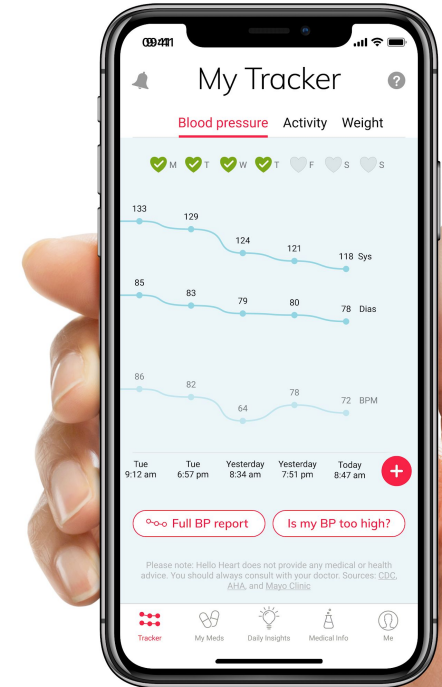 My Tracker
?
Blood pressure Activity Weight
M T W T F S S
133 129 124 121 118 Sys
85 83 79 80 78 Dias
86 82 64 78 72 BPM
Tue Tue Yesterday Yesterday Today
9:12 am 6:57 pm 8:34 am 7:51 pm 8:47 am
+
Full BP report Is my BP too high?
Please note: Hello Heart does not provide any medical or health
advice. You should always consult with your doctor. Sources: CDC,
AHA, and Mayo Clinic
Tracker My Meds Daily Insights Medical Info Me